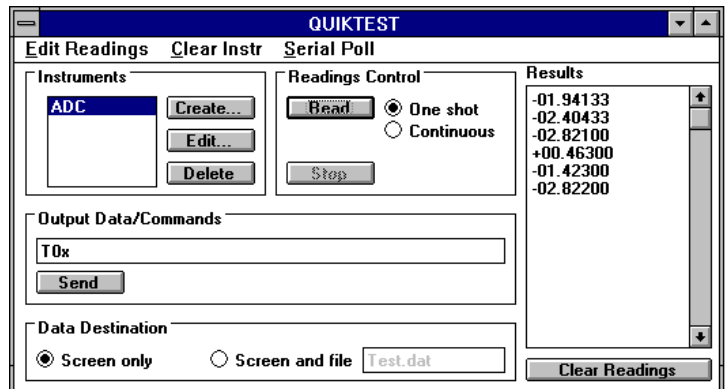 QUIKTEST
Edit Readings Clear Instr Serial Poll
Instruments
ADC
Create...
Edit...
Delete
Readings Control
Read
One shot
Continuous
Stop
Results
-01.94133
-02.40433
-02.82100
+00.46300
-01.42300
-02.82200
Output Data/Commands
T0x
Send
Data Destination
Screen only
Screen and file
Test.dat
Clear Readings